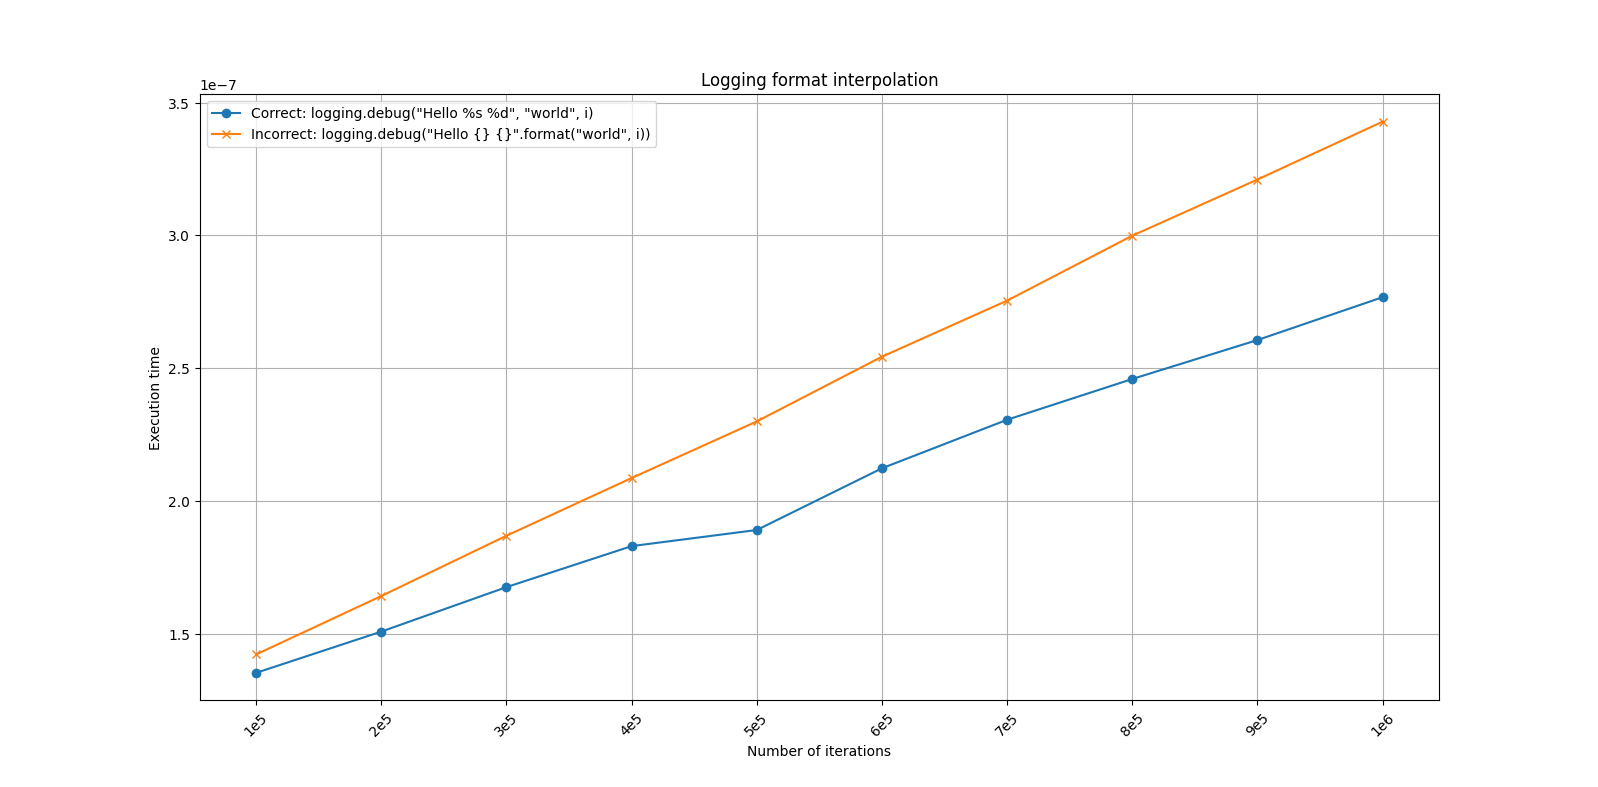 Logging format interpolation
1e−7
3.5
3.0
2.5
2.0
1.5
Execution time
Correct: logging.debug("Hello %s %d", "world", i)
Incorrect: logging.debug("Hello {} {}".format("world", i))
1e5
2e5
3e5
4e5
5e5
6e5
7e5
8e5
9e5
1e6
Number of iterations